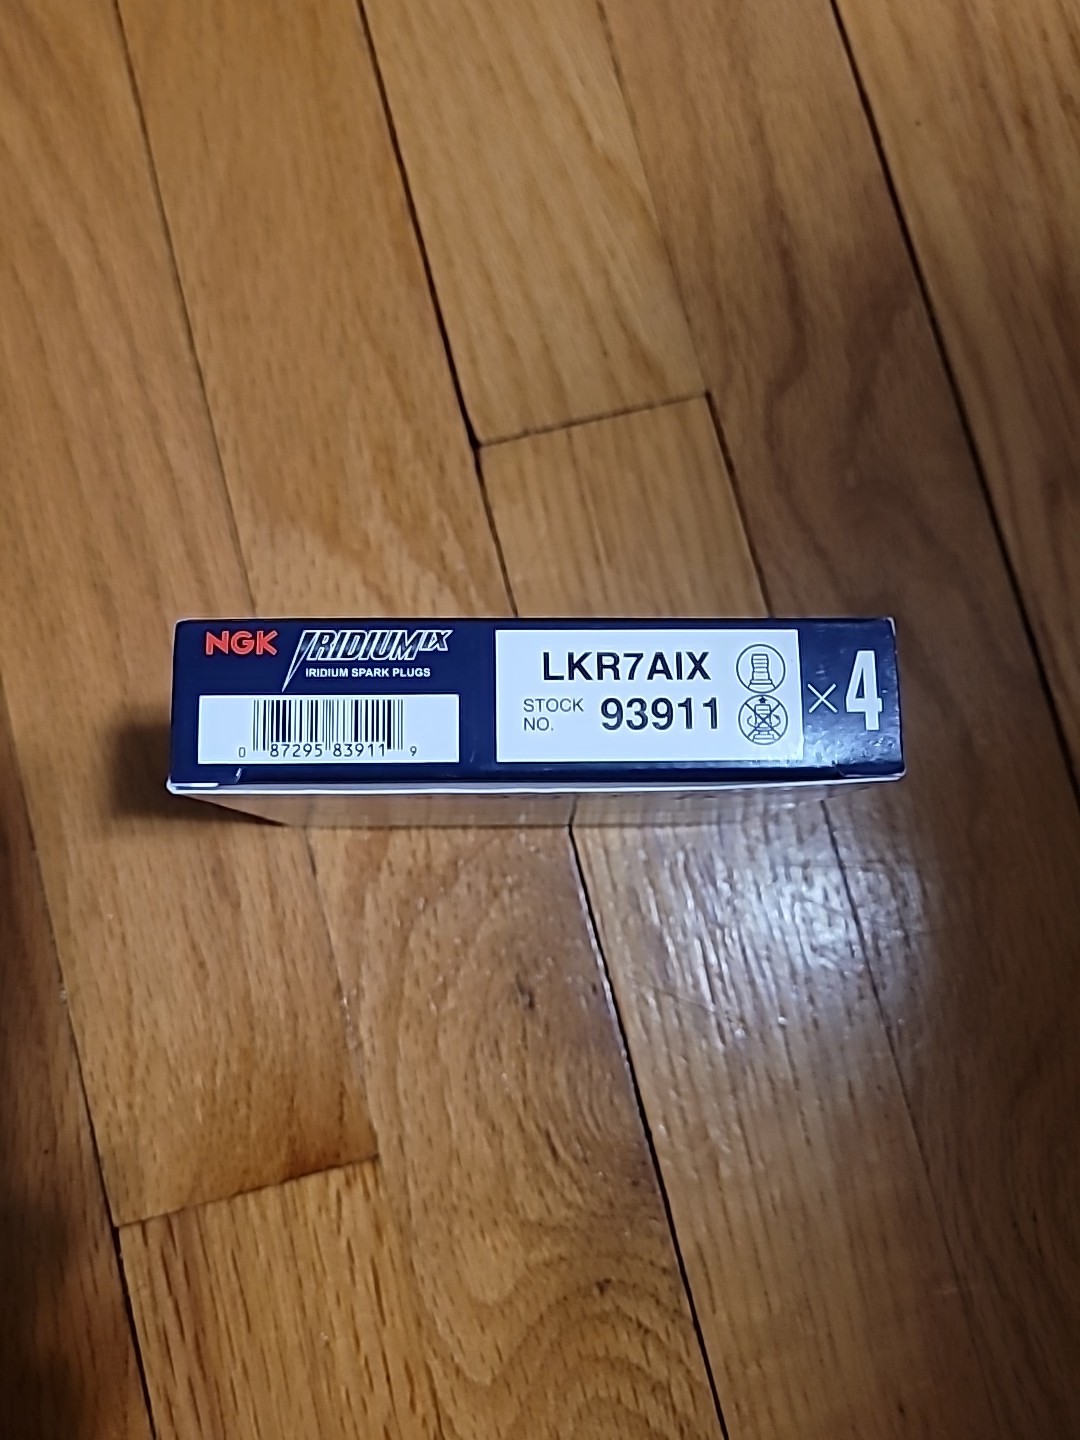 NGK IRIDIUM IX
IRIDIUM SPARK PLUGS
0 87295 83911 9
LKR7AIX
STOCK NO. 93911
×4